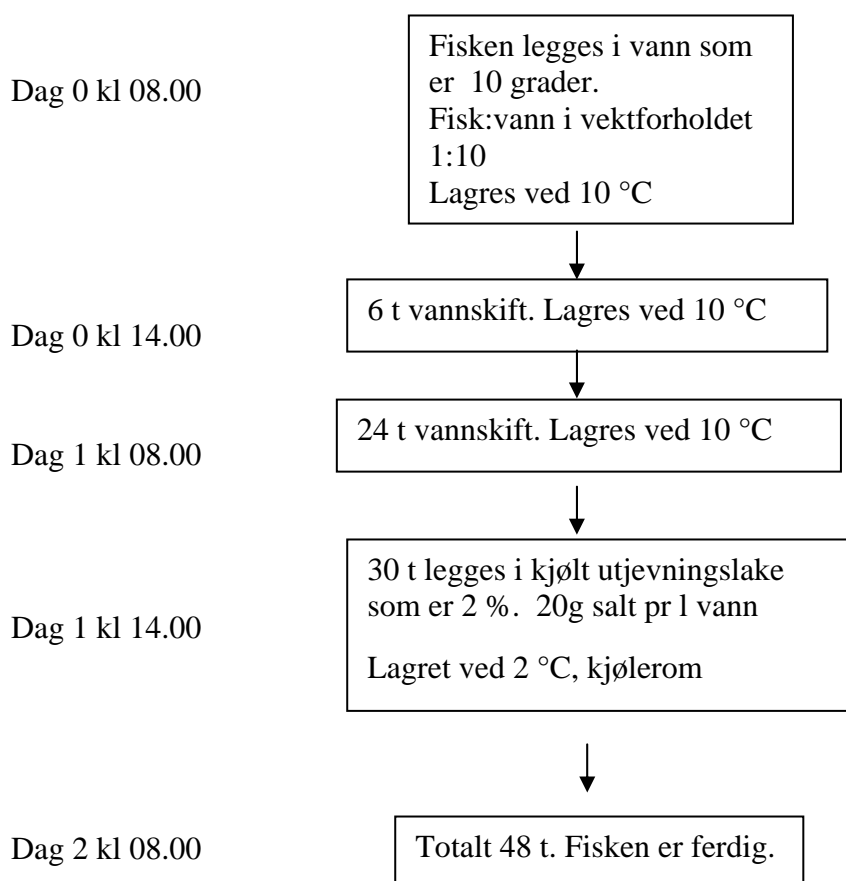 Dag 0 kl 08.00
Fisken legges i vann som
er 10 grader.
Fisk:vann i vektforholdet
1:10
Lagres ved 10 °C
Dag 0 kl 14.00
6 t vannskift. Lagres ved 10 °C
Dag 1 kl 08.00
24 t vannskift. Lagres ved 10 °C
Dag 1 kl 14.00
30 t legges i kjølt utjevningslake
som er 2 %. 20g salt pr l vann
Lagret ved 2 °C, kjølerom
Dag 2 kl 08.00
Totalt 48 t. Fisken er ferdig.